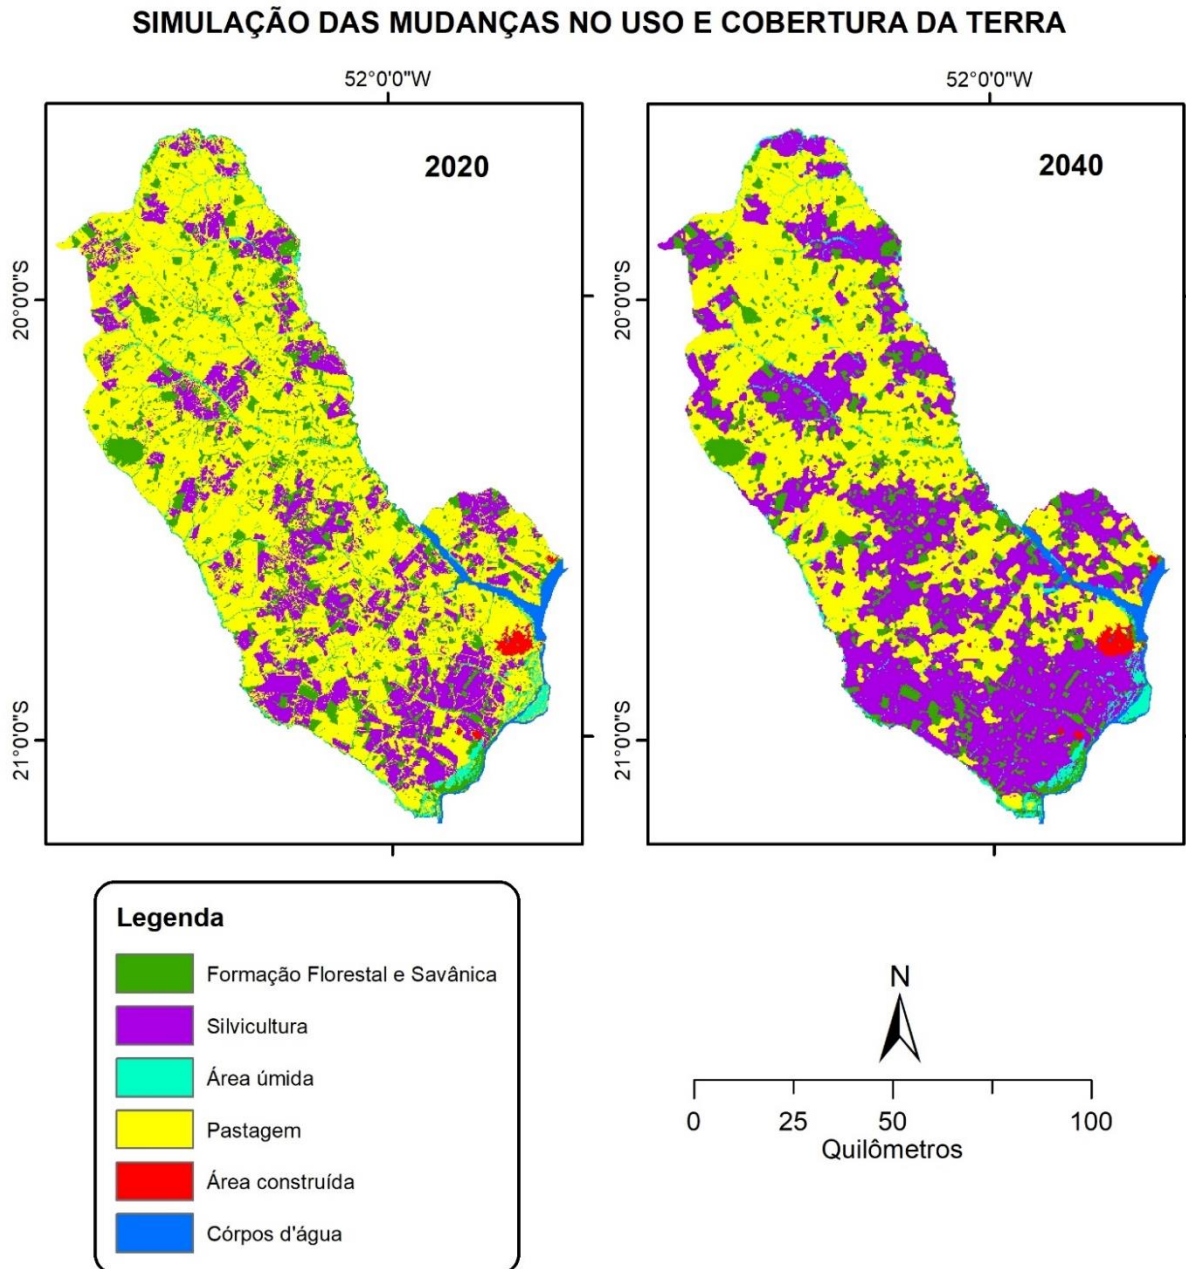 SIMULAÇÃO DAS MUDANÇAS NO USO E COBERTURA DA TERRA
52°0'0"W
52°0'0"W
2020
2040
20°0'0"S
20°0'0"S
21°0'0"S
21°0'0"S
Legenda
Formação Florestal e Savânica
Silvicultura
Área úmida
Pastagem
Área construída
Córpos d'água
N
0 25 50 100
Quilômetros